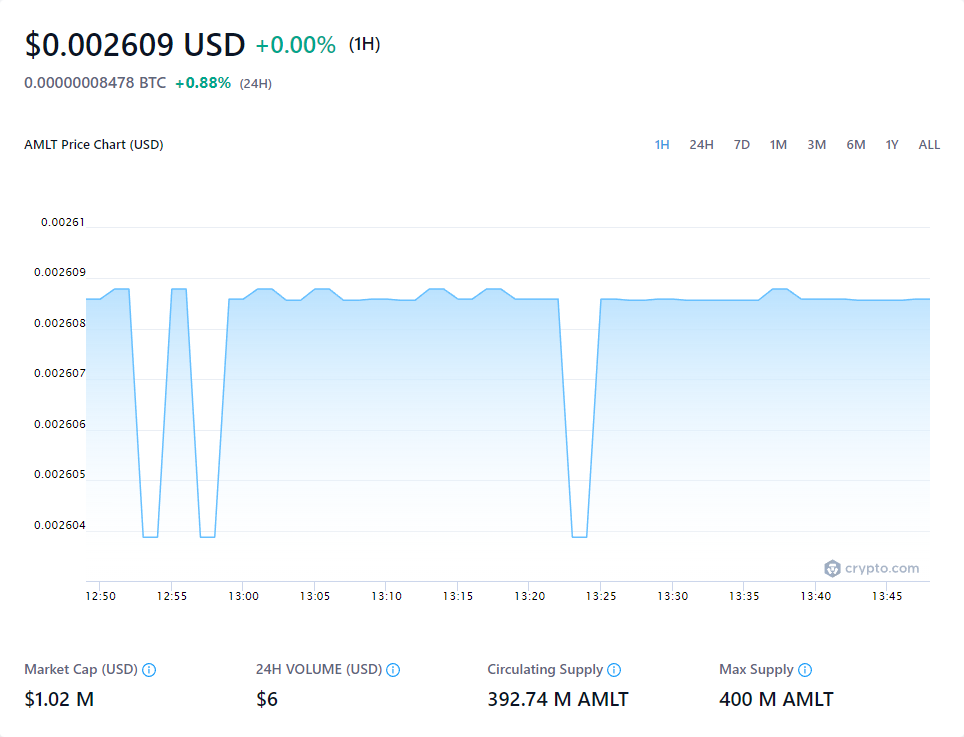 $0.002609 USD +0.00% (1H)
0.00000008478 BTC +0.88% (24H)
AMLT Price Chart (USD) 1H 24H 7D 1M 3M 6M 1Y ALL
0.00261
0.002609
0.002608
0.002607
0.002606
0.002605
0.002604
crypto.com
12:50 12:55 13:00 13:05 13:10 13:15 13:20 13:25 13:30 13:35 13:40 13:45
Market Cap (USD) 24H VOLUME (USD) Circulating Supply Max Supply
$1.02 M $6 392.74 M AMLT 400 M AMLT